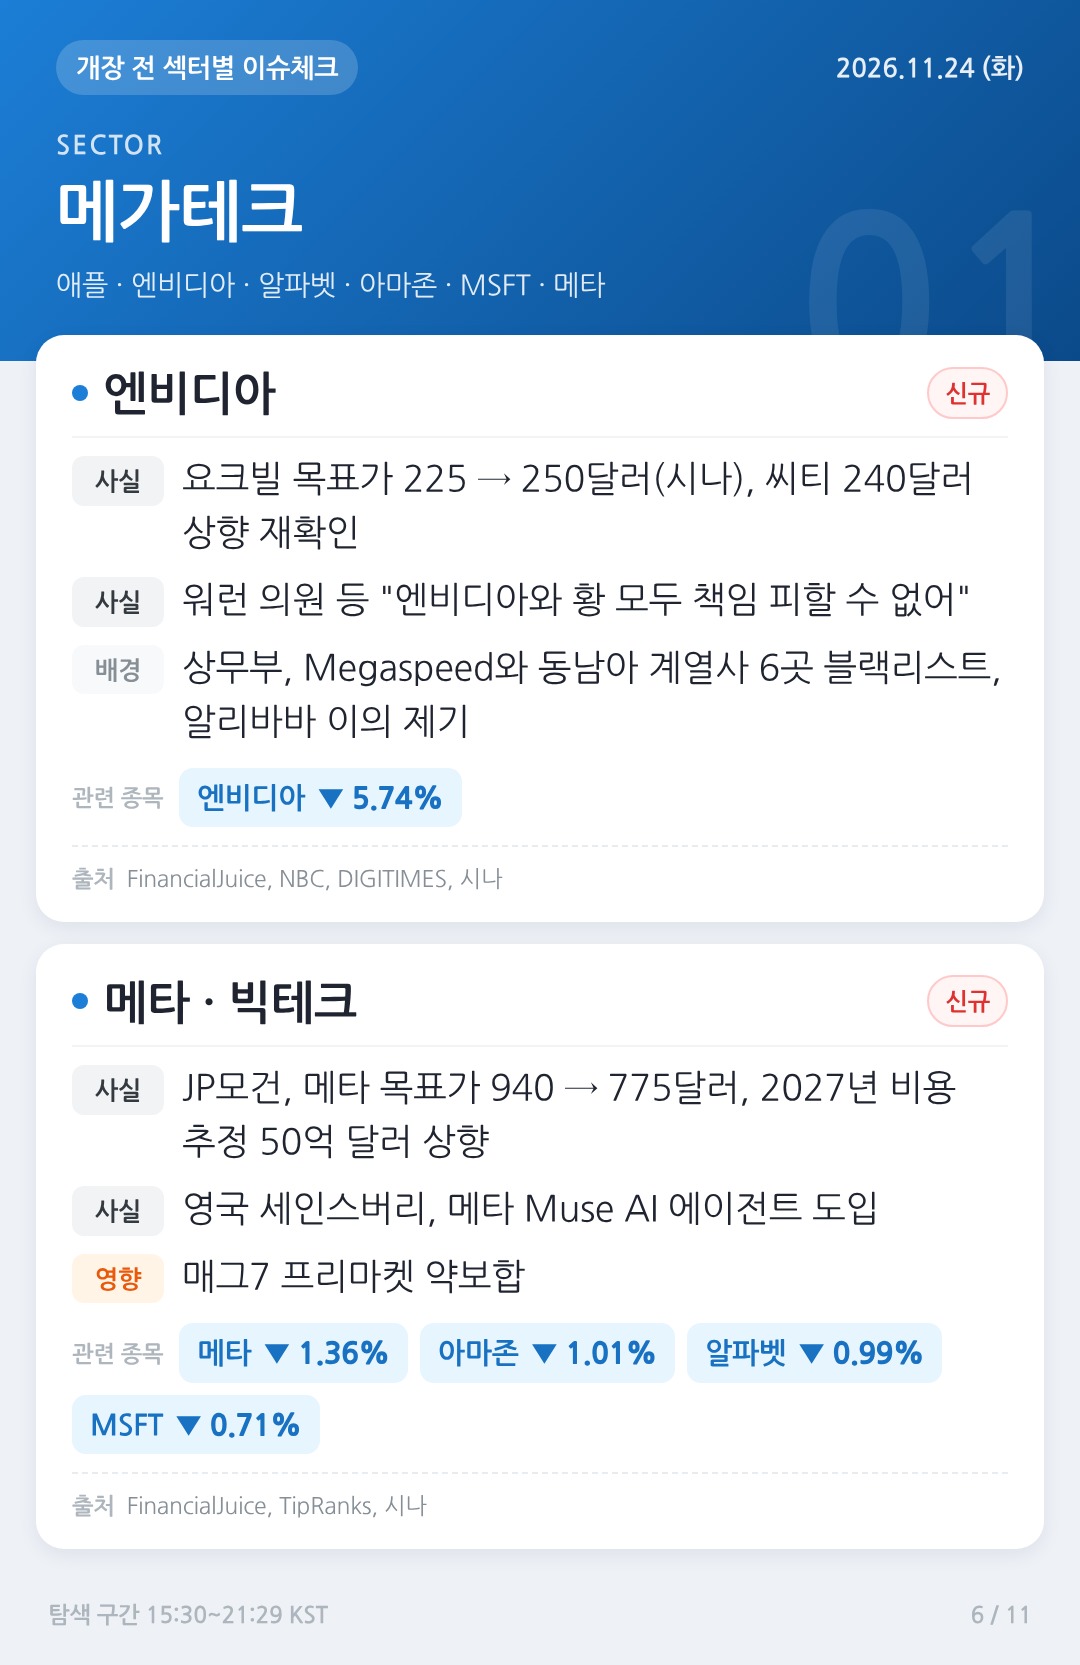 개장 전 섹터별 이슈체크
2026.11.24 (화)
SECTOR
메가테크
01
애플 · 엔비디아 · 알파벳 · 아마존 · MSFT · 메타
엔비디아
신규
사실 요크빌 목표가 225 → 250달러(시나), 씨티 240달러
상향 재확인
사실 워런 의원 등 "엔비디아와 황 모두 책임 피할 수 없어"
배경 상무부, Megaspeed와 동남아 계열사 6곳 블랙리스트,
알리바바 이의 제기
관련 종목 엔비디아 ▼ 5.74%
출처 FinancialJuice, NBC, DIGITIMES, 시나
메타 · 빅테크
신규
사실 JP모건, 메타 목표가 940 → 775달러, 2027년 비용
추정 50억 달러 상향
사실 영국 세인스버리, 메타 Muse AI 에이전트 도입
영향 매그7 프리마켓 약보합
관련 종목 메타 ▼ 1.36% 아마존 ▼ 1.01% 알파벳 ▼ 0.99%
MSFT ▼ 0.71%
출처 FinancialJuice, TipRanks, 시나
탐색 구간 15:30~21:29 KST
6 / 11